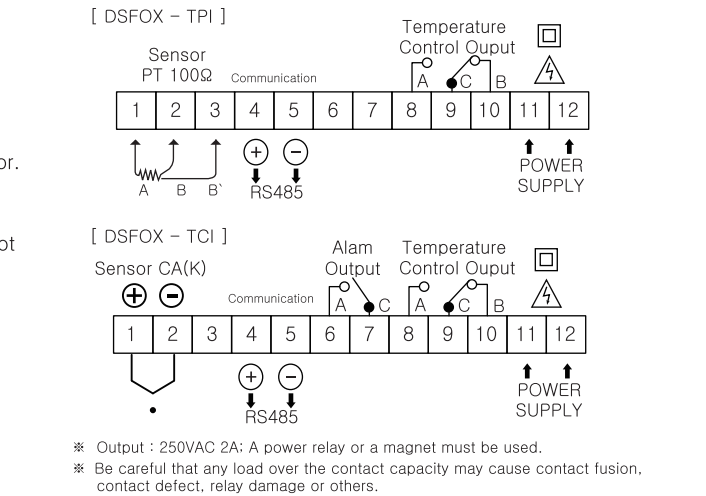 [ DSFOX - TPI ]
Temperature
Control Ouput
Sensor
PT 100Ω
Communication
A C B
1 2 3 4 5 6 7 8 9 10 11 12
or.
+ −
A B B`
RS485
POWER
SUPPLY
ot
[ DSFOX - TCI ]
Alam
Output
Temperature
Control Ouput
Sensor CA(K)
+ −
Communication
A C A C B
1 2 3 4 5 6 7 8 9 10 11 12
+ −
RS485
POWER
SUPPLY
※ Output : 250VAC 2A; A power relay or a magnet must be used.
※ Be careful that any load over the contact capacity may cause contact fusion,
contact defect, relay damage or others.